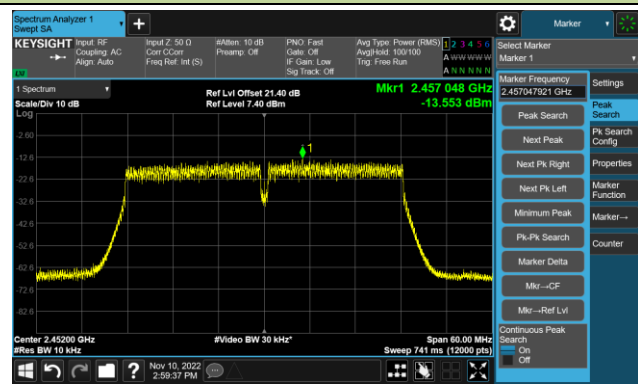 Spectrum Analyzer 1
Swept SA
Marker
KEYSIGHT
Input: RF
Coupling: AC
Align: Auto
Input Z: 50 Ω
Corr CCorr
Freq Ref: Int (S)
#Atten: 10 dB
Preamp: Off
PNO: Fast
Gate: Off
IF Gain: Low
Sig Track: Off
Avg Type: Power (RMS)
Avg|Hold: 100/100
Trig: Free Run
1 2 3 4 5 6
A W W W W W
A N N N N N
LXI
Select Marker
Marker 1
1 Spectrum
Scale/Div 10 dB
Log
Ref Lvl Offset 21.40 dB
Ref Level 7.40 dBm
Mkr1 2.457 048 GHz
-13.553 dBm
1
-2.60
-12.6
-22.6
-32.6
-42.6
-52.6
-62.6
-72.6
-82.6
Center 2.45200 GHz
#Res BW 10 kHz
#Video BW 30 kHz*
Span 60.00 MHz
Sweep 741 ms (12000 pts)
Marker Frequency
2.457047921 GHz
Peak Search
Next Peak
Next Pk Right
Next Pk Left
Minimum Peak
Pk-Pk Search
Marker Delta
Mkr→CF
Mkr→Ref Lvl
Continuous Peak
Search
On
Off
Settings
Peak
Search
Pk Search
Config
Properties
Marker
Function
Marker→
Counter
?
Nov 10, 2022
2:59:37 PM